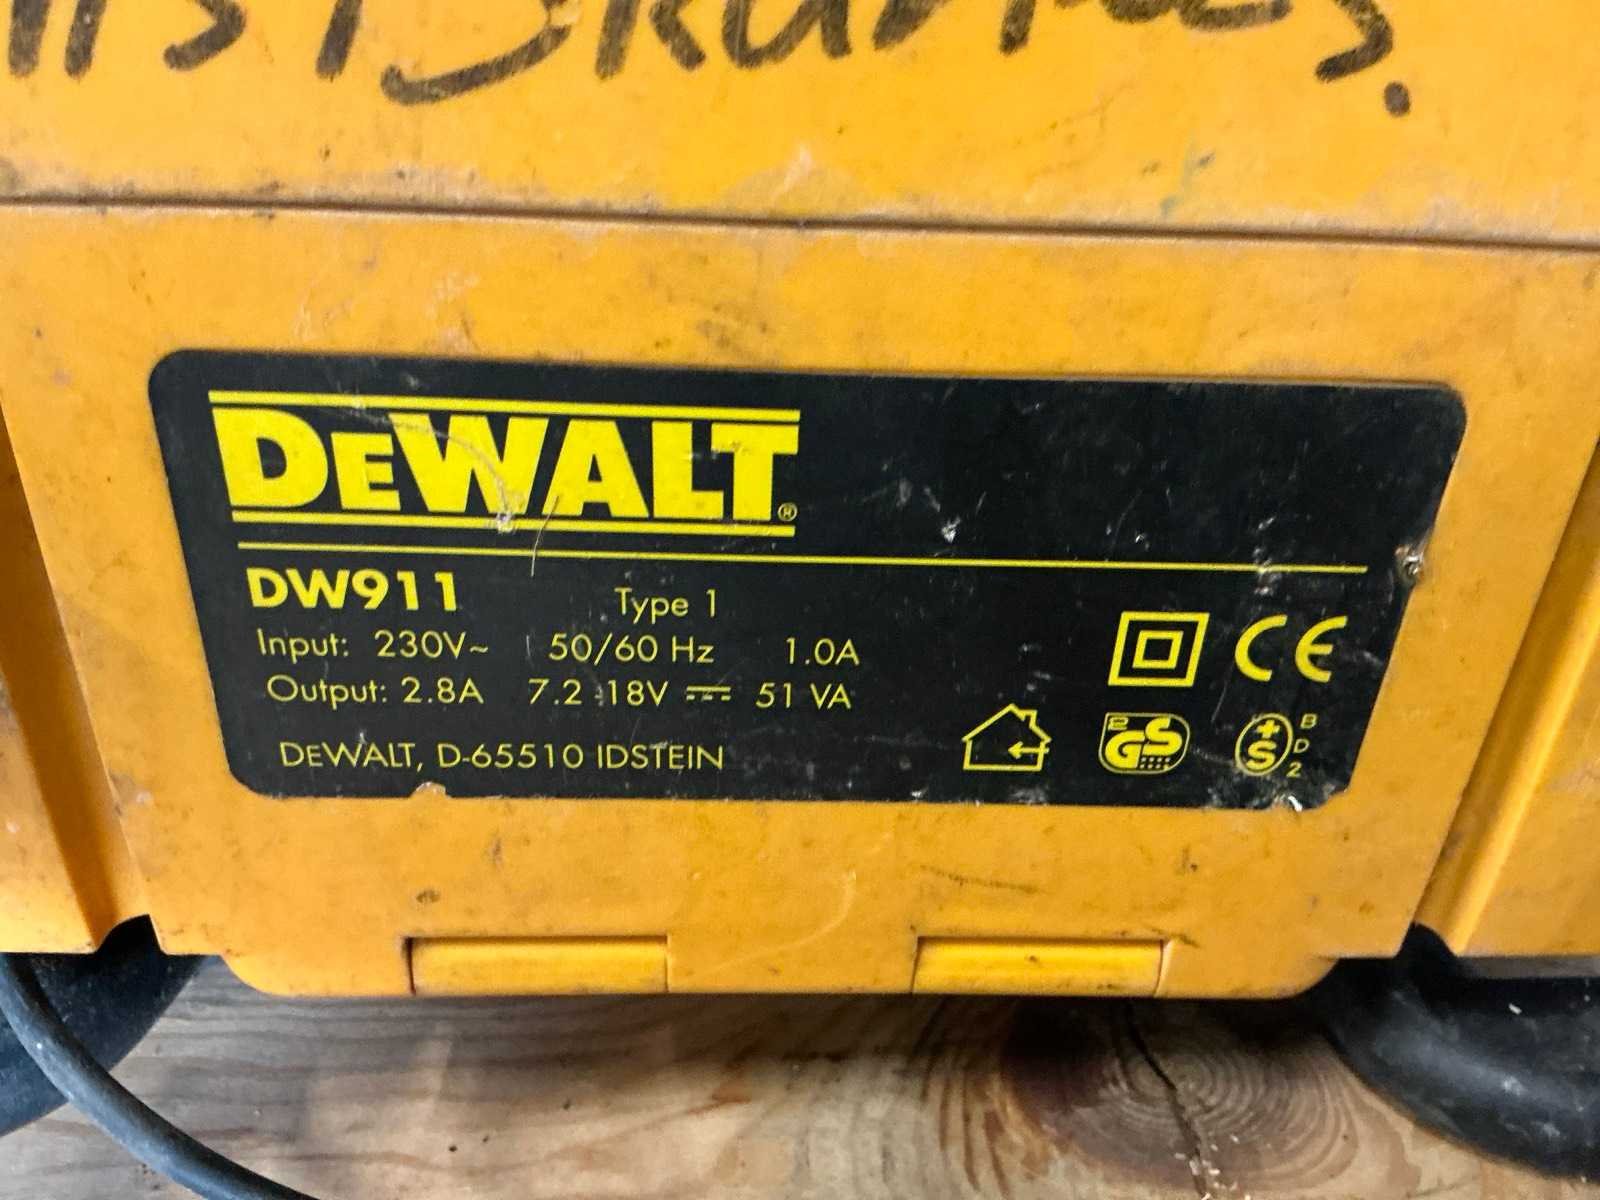 DEWALT®
DW911 Type 1
Input: 230V~ 50/60 Hz 1.0A
Output: 2.8A 7.2-18V 51 VA
DEWALT, D-65510 IDSTEIN
CE
GS
+S
B
D
2